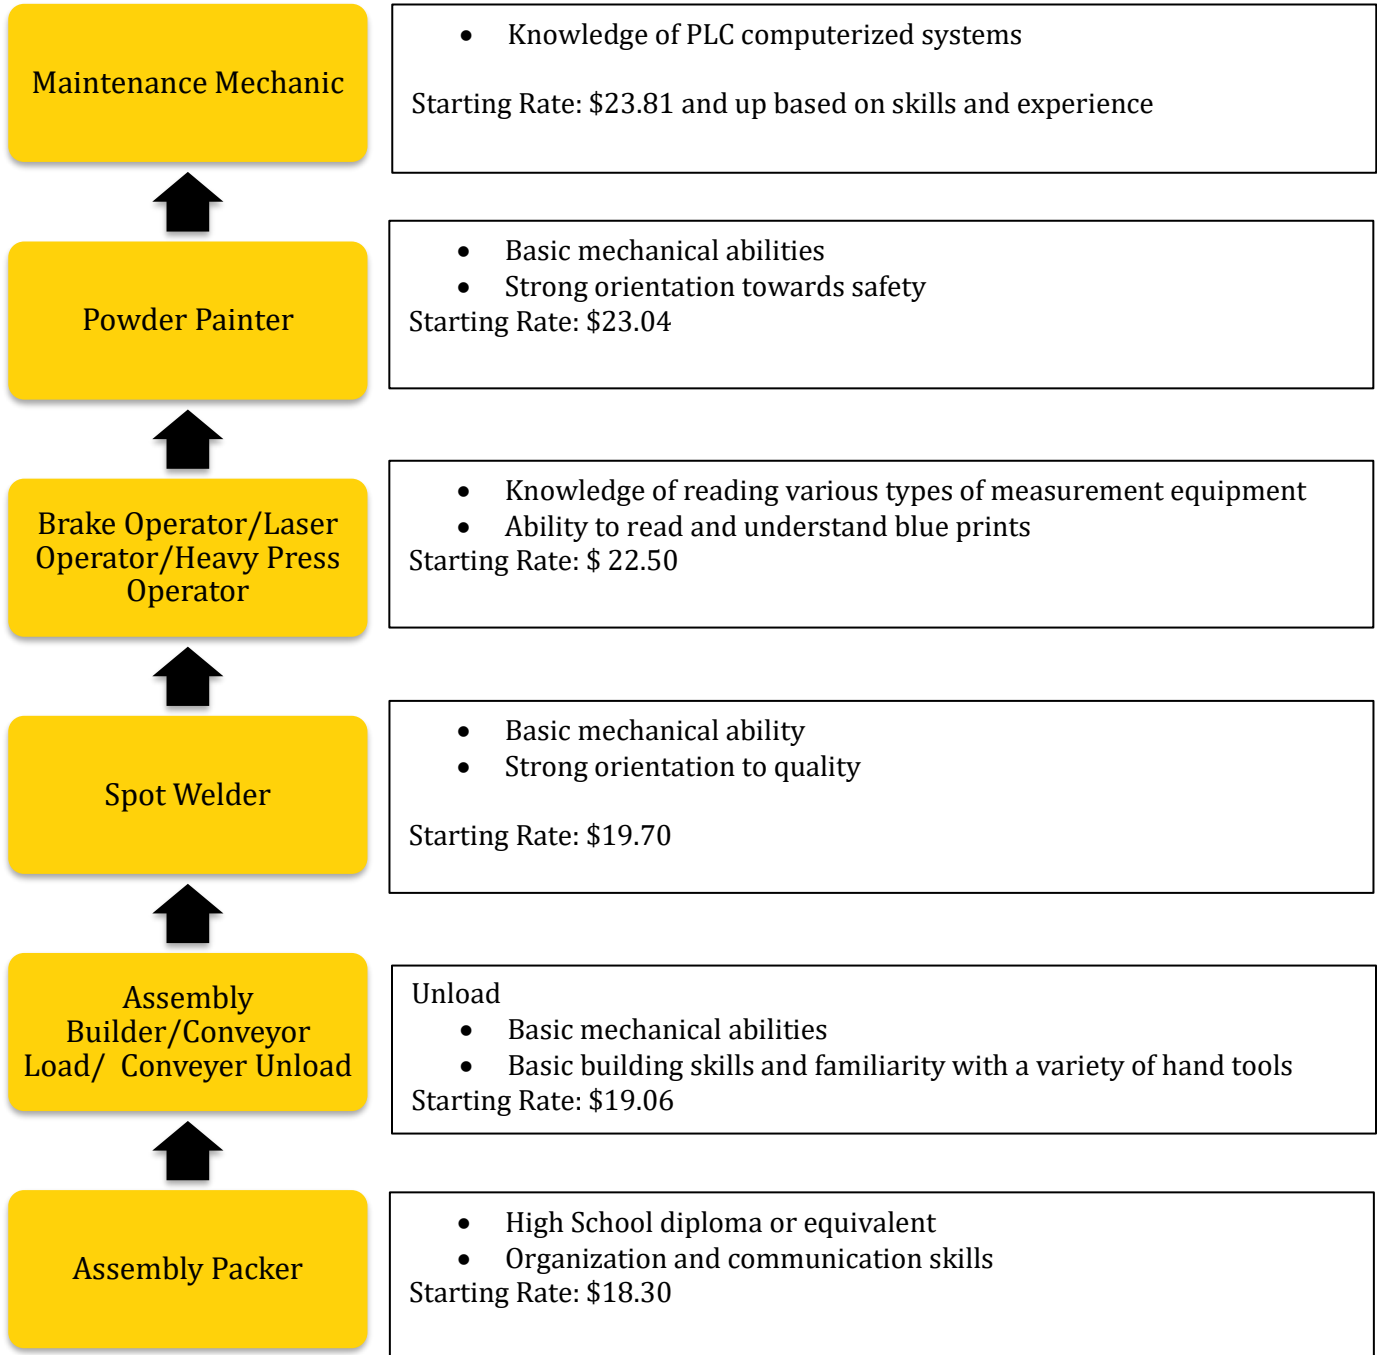 Maintenance Mechanic
• Knowledge of PLC computerized systems
Starting Rate: $23.81 and up based on skills and experience
Powder Painter
• Basic mechanical abilities
• Strong orientation towards safety
Starting Rate: $23.04
Brake Operator/Laser
Operator/Heavy Press
Operator
• Knowledge of reading various types of measurement equipment
• Ability to read and understand blue prints
Starting Rate: $ 22.50
Spot Welder
• Basic mechanical ability
• Strong orientation to quality
Starting Rate: $19.70
Assembly
Builder/Conveyor
Load/ Conveyer Unload
Unload
• Basic mechanical abilities
• Basic building skills and familiarity with a variety of hand tools
Starting Rate: $19.06
Assembly Packer
• High School diploma or equivalent
• Organization and communication skills
Starting Rate: $18.30